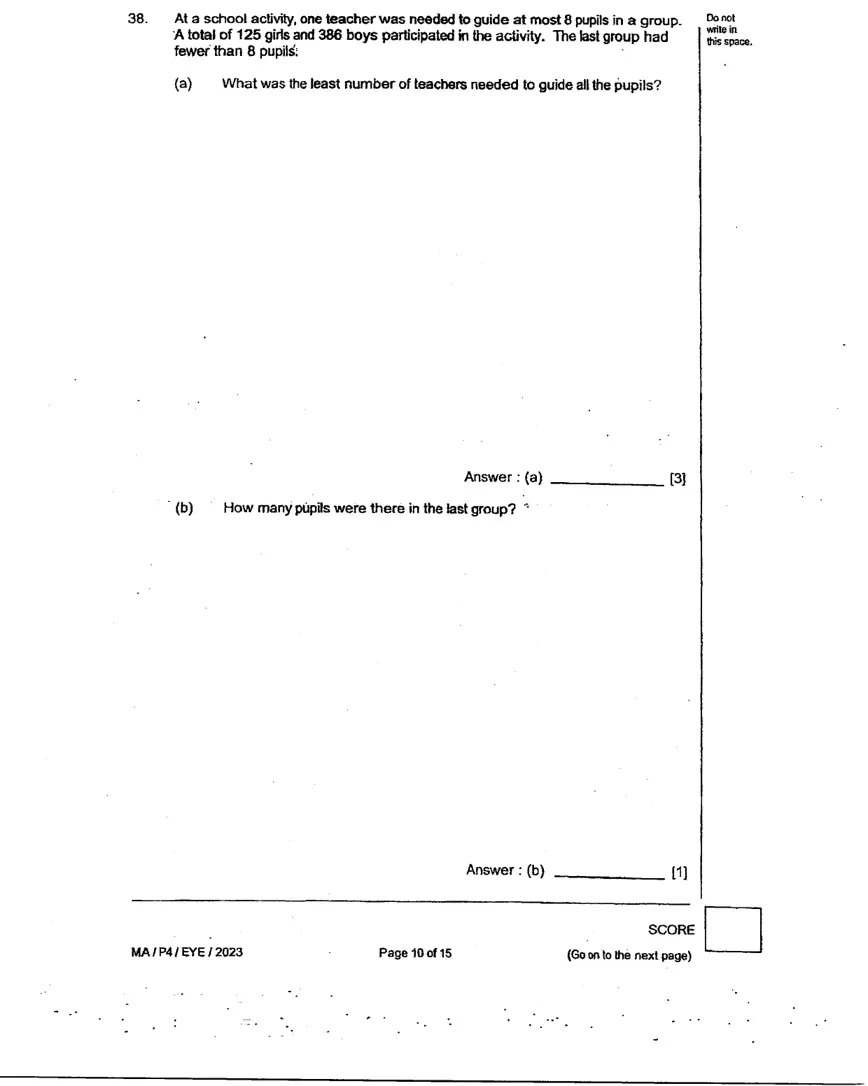 38. At a school activity, one teacher was needed to guide at most 8 pupils in a group.
A total of 125 girls and 386 boys participated in the activity. The last group had
fewer than 8 pupils:
Do not
write in
this space.
(a) What was the least number of teachers needed to guide all the pupils?
Answer : (a) ____________ [3]
(b) How many pupils were there in the last group?
Answer : (b) ____________ [1]
SCORE
MA / P4 / EYE / 2023 Page 10 of 15 (Go on to the next page)